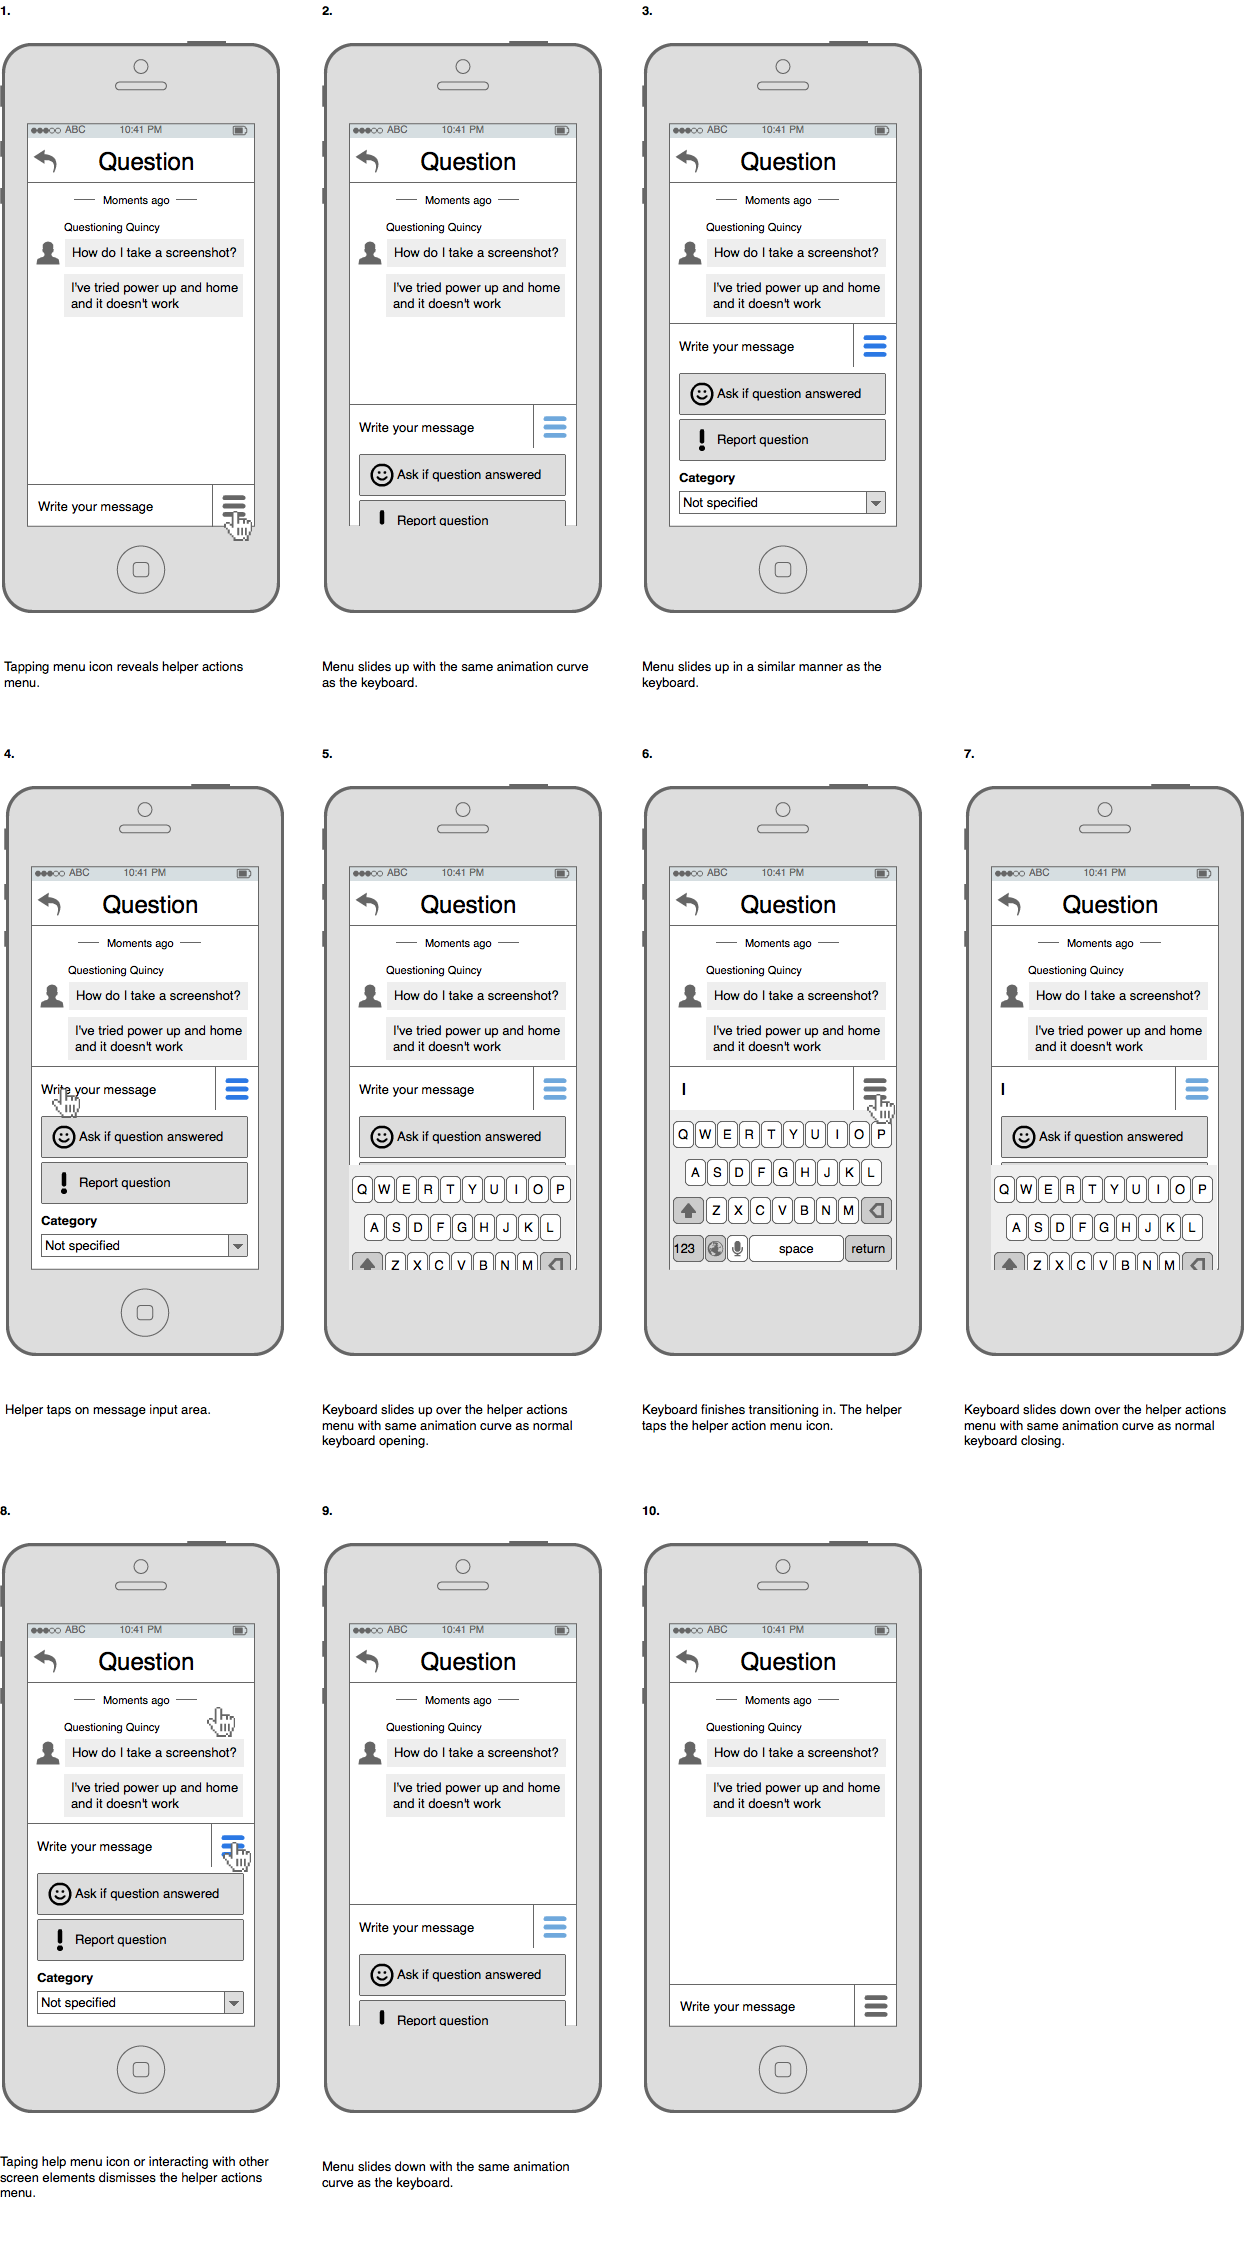 1.
ABC 10:41 PM
Question
Moments ago
Questioning Quincy
How do I take a screenshot?
I've tried power up and home
and it doesn't work
Write your message
Tapping menu icon reveals helper actions
menu.
2.
ABC 10:41 PM
Question
Moments ago
Questioning Quincy
How do I take a screenshot?
I've tried power up and home
and it doesn't work
Write your message
Ask if question answered
Report question
Menu slides up with the same animation curve
as the keyboard.
3.
ABC 10:41 PM
Question
Moments ago
Questioning Quincy
How do I take a screenshot?
I've tried power up and home
and it doesn't work
Write your message
Ask if question answered
Report question
Category
Not specified
Menu slides up in a similar manner as the
keyboard.
4.
ABC 10:41 PM
Question
Moments ago
Questioning Quincy
How do I take a screenshot?
I've tried power up and home
and it doesn't work
Write your message
Ask if question answered
Report question
Category
Not specified
Helper taps on message input area.
5.
ABC 10:41 PM
Question
Moments ago
Questioning Quincy
How do I take a screenshot?
I've tried power up and home
and it doesn't work
Write your message
Ask if question answered
Q W E R T Y U I O P
A S D F G H J K L
Z X C V B N M
Keyboard slides up over the helper actions
menu with same animation curve as normal
keyboard opening.
6.
ABC 10:41 PM
Question
Moments ago
Questioning Quincy
How do I take a screenshot?
I've tried power up and home
and it doesn't work
Q W E R T Y U I O P
A S D F G H J K L
Z X C V B N M
123 space return
Keyboard finishes transitioning in. The helper
taps the helper action menu icon.
7.
ABC 10:41 PM
Question
Moments ago
Questioning Quincy
How do I take a screenshot?
I've tried power up and home
and it doesn't work
Ask if question answered
Q W E R T Y U I O P
A S D F G H J K L
Z X C V B N M
Keyboard slides down over the helper actions
menu with same animation curve as normal
keyboard closing.
8.
ABC 10:41 PM
Question
Moments ago
Questioning Quincy
How do I take a screenshot?
I've tried power up and home
and it doesn't work
Write your message
Ask if question answered
Report question
Category
Not specified
Taping help menu icon or interacting with other
screen elements dismisses the helper actions
menu.
9.
ABC 10:41 PM
Question
Moments ago
Questioning Quincy
How do I take a screenshot?
I've tried power up and home
and it doesn't work
Write your message
Ask if question answered
Report question
Menu slides down with the same animation
curve as the keyboard.
10.
ABC 10:41 PM
Question
Moments ago
Questioning Quincy
How do I take a screenshot?
I've tried power up and home
and it doesn't work
Write your message